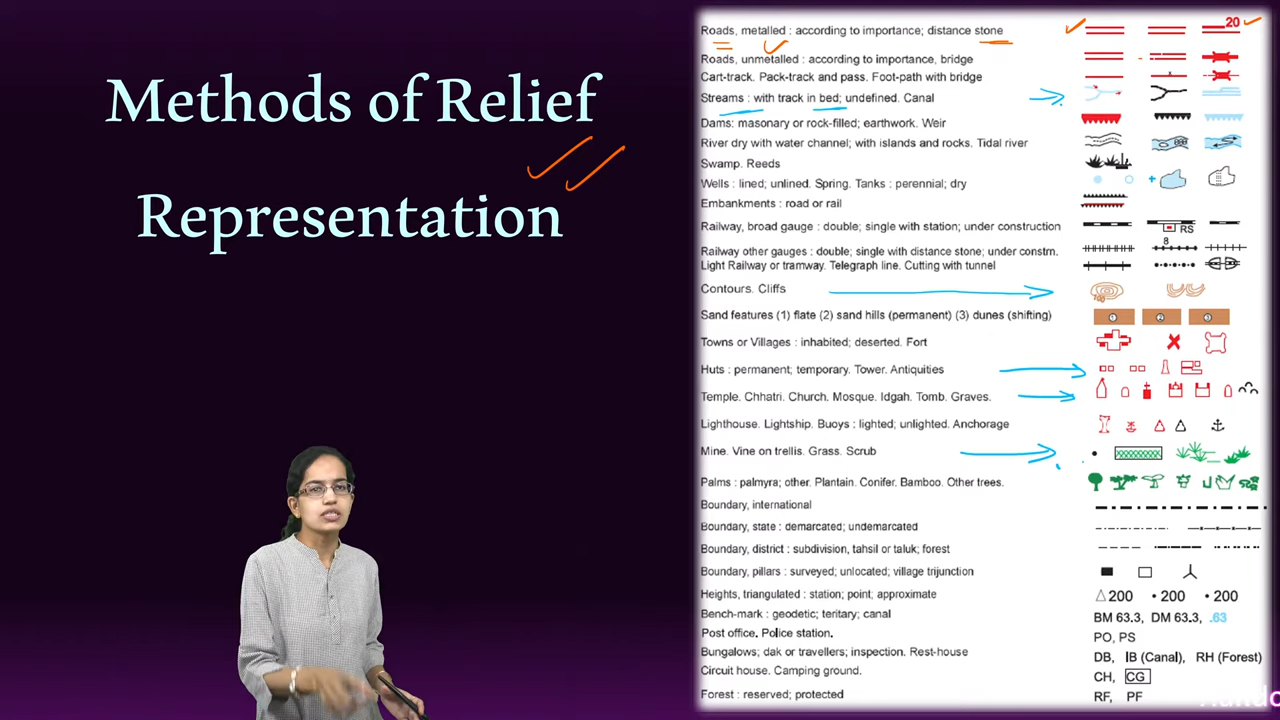 Methods of Relief
Representation
Roads, metalled : according to importance; distance stone
20
Roads, unmetalled : according to importance, bridge
Cart-track. Pack-track and pass. Foot-path with bridge
Streams : with track in bed; undefined. Canal
Dams: masonary or rock-filled; earthwork. Weir
River dry with water channel; with islands and rocks. Tidal river
Swamp. Reeds
Wells : lined; unlined. Spring. Tanks : perennial; dry
Embankments : road or rail
Railway, broad gauge : double; single with station; under construction
RS
Railway other gauges : double; single with distance stone; under constrn.
8
Light Railway or tramway. Telegraph line. Cutting with tunnel
Contours. Cliffs
100
Sand features (1) flate (2) sand hills (permanent) (3) dunes (shifting)
1 2 3
Towns or Villages : inhabited; deserted. Fort
Huts : permanent; temporary. Tower. Antiquities
Temple. Chhatri. Church. Mosque. Idgah. Tomb. Graves.
Lighthouse. Lightship. Buoys : lighted; unlighted. Anchorage
Mine. Vine on trellis. Grass. Scrub
Palms : palmyra; other. Plantain. Conifer. Bamboo. Other trees.
Boundary, international
Boundary, state : demarcated; undemarcated
Boundary, district : subdivision, tahsil or taluk; forest
Boundary, pillars : surveyed; unlocated; village trijunction
Heights, triangulated : station; point; approximate
△200 • 200 • 200
Bench-mark : geodetic; teritary; canal
BM 63.3, DM 63.3, .63
Post office. Police station.
PO, PS
Bungalows; dak or travellers; inspection. Rest-house
DB, IB (Canal), RH (Forest)
Circuit house. Camping ground.
CH, CG
Forest : reserved; protected
RF, PF